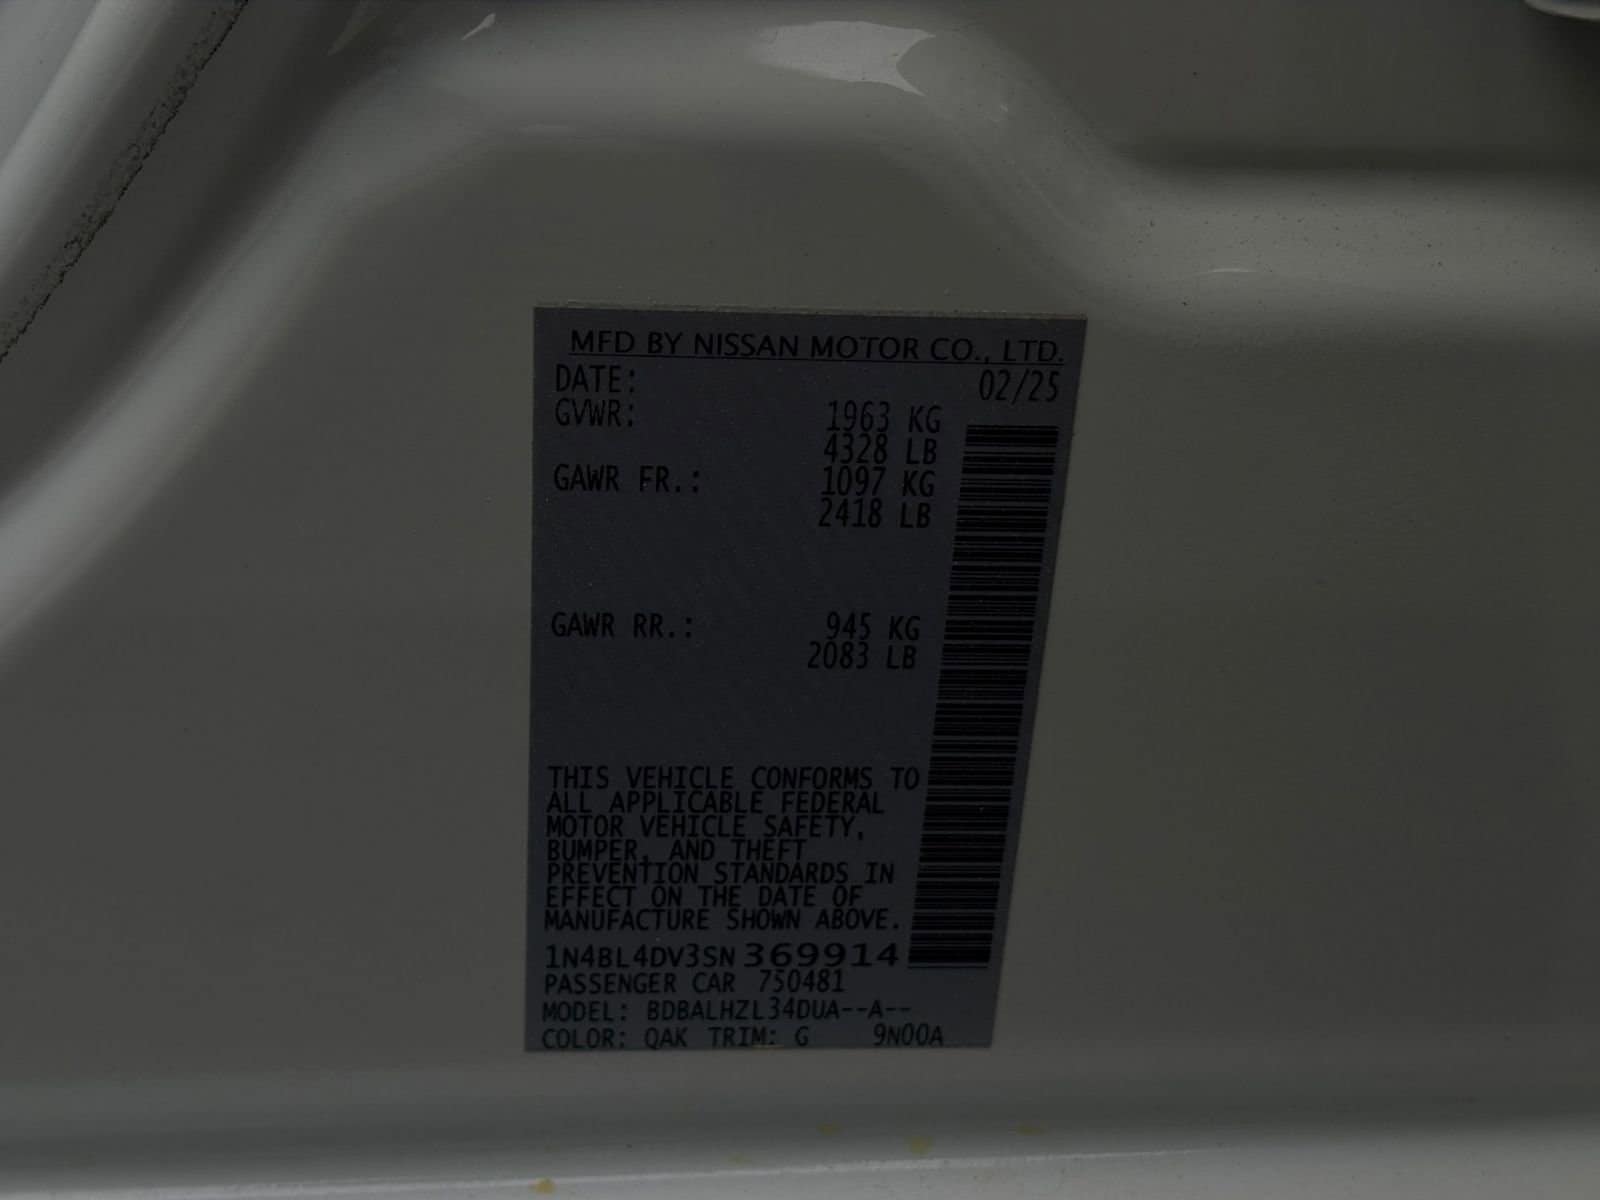 MFD BY NISSAN MOTOR CO., LTD.
DATE: 02/25
GVWR: 1963 KG
4328 LB
GAWR FR.: 1097 KG
2418 LB
GAWR RR.: 945 KG
2083 LB
THIS VEHICLE CONFORMS TO
ALL APPLICABLE FEDERAL
MOTOR VEHICLE SAFETY,
BUMPER, AND THEFT
PREVENTION STANDARDS IN
EFFECT ON THE DATE OF
MANUFACTURE SHOWN ABOVE.
1N4BL4DV3SN369914
PASSENGER CAR 750481
MODEL: BDBALHZL34DUA--A--
COLOR: QAK TRIM: G 9N00A